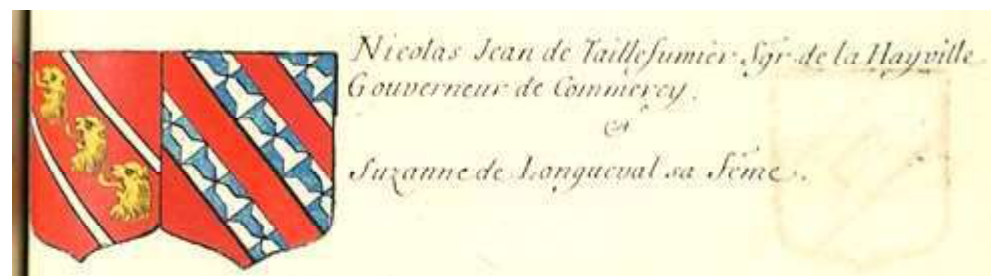 Nicolas Jean de Taillefumier Sgr de la Hayville
Gouverneur de Commercy.
et
Suzanne de Longueval sa Feme.